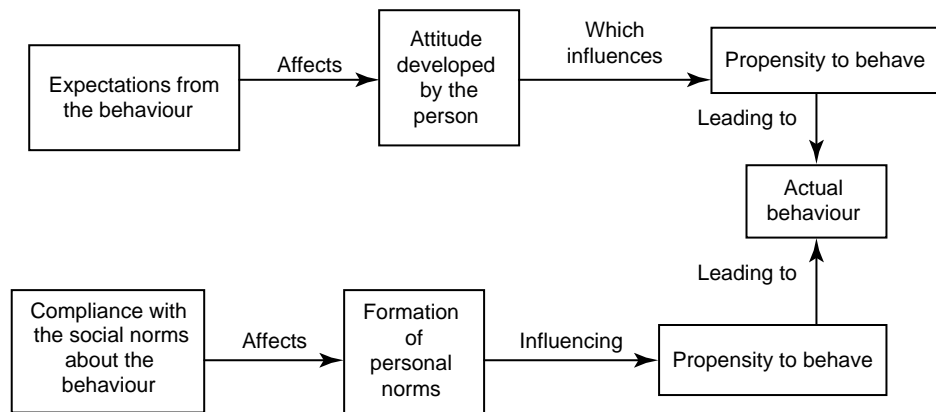 Expectations from
the behaviour
Affects
Attitude
developed
by the
person
Which
influences
Propensity to behave
Leading to
Actual
behaviour
Leading to
Compliance with
the social norms
about the
behaviour
Affects
Formation
of
personal
norms
Influencing
Propensity to behave